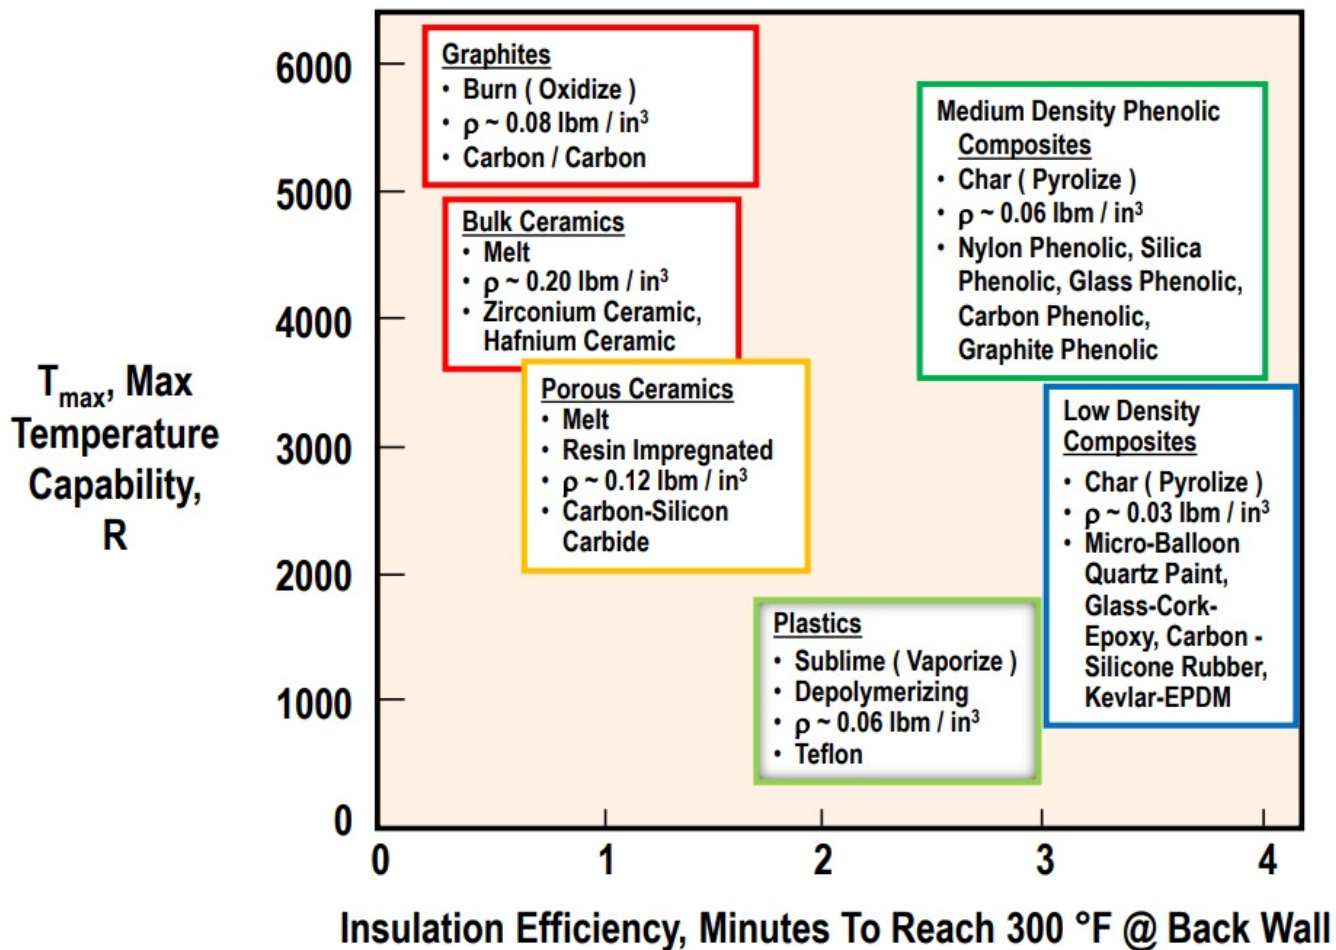 6000
5000
4000
3000
2000
1000
0
T_max, Max
Temperature
Capability,
R
Graphites
• Burn ( Oxidize )
• ρ ~ 0.08 lbm / in³
• Carbon / Carbon
Bulk Ceramics
• Melt
• ρ ~ 0.20 lbm / in³
• Zirconium Ceramic,
Hafnium Ceramic
Porous Ceramics
• Melt
• Resin Impregnated
• ρ ~ 0.12 lbm / in³
• Carbon-Silicon
Carbide
Medium Density Phenolic
Composites
• Char ( Pyrolize )
• ρ ~ 0.06 lbm / in³
• Nylon Phenolic, Silica
Phenolic, Glass Phenolic,
Carbon Phenolic,
Graphite Phenolic
Low Density
Composites
• Char ( Pyrolize )
• ρ ~ 0.03 lbm / in³
• Micro-Balloon
Quartz Paint,
Glass-Cork-
Epoxy, Carbon -
Silicone Rubber,
Kevlar-EPDM
Plastics
• Sublime ( Vaporize )
• Depolymerizing
• ρ ~ 0.06 lbm / in³
• Teflon
0 1 2 3 4
Insulation Efficiency, Minutes To Reach 300 °F @ Back Wall